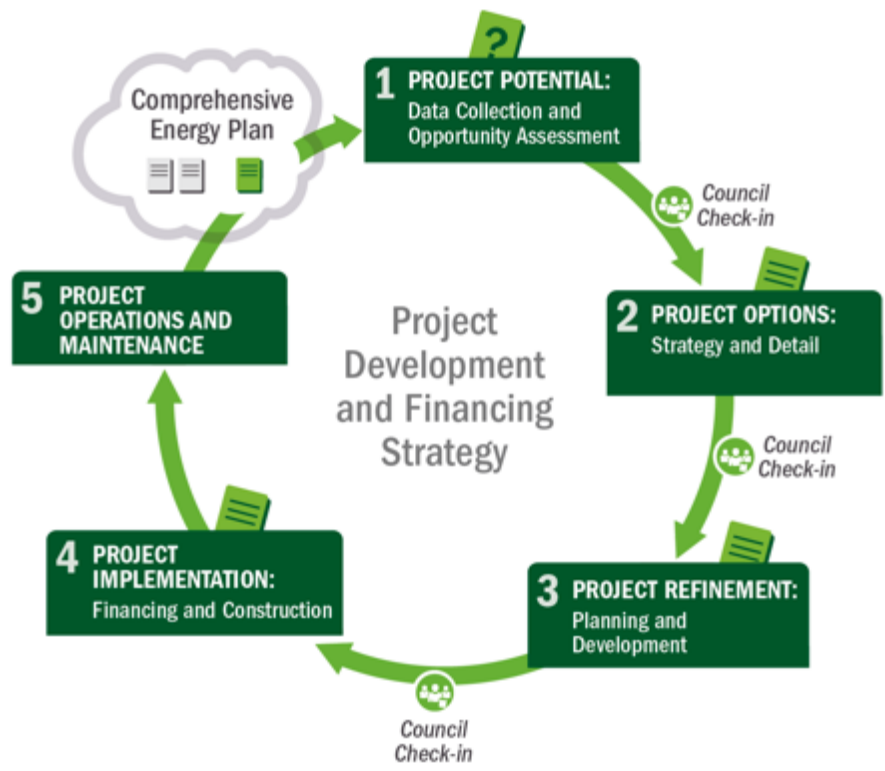 Comprehensive
Energy Plan
?
1 PROJECT POTENTIAL:
Data Collection and
Opportunity Assessment
Council
Check-in
2 PROJECT OPTIONS:
Strategy and Detail
Council
Check-in
3 PROJECT REFINEMENT:
Planning and
Development
Council
Check-in
4 PROJECT
IMPLEMENTATION:
Financing and Construction
5 PROJECT
OPERATIONS AND
MAINTENANCE
Project
Development
and Financing
Strategy